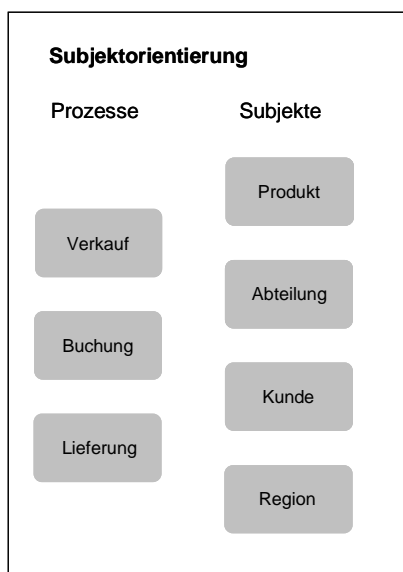 Subjektorientierung
Prozesse
Verkauf
Buchung
Lieferung
Subjekte
Produkt
Abteilung
Kunde
Region